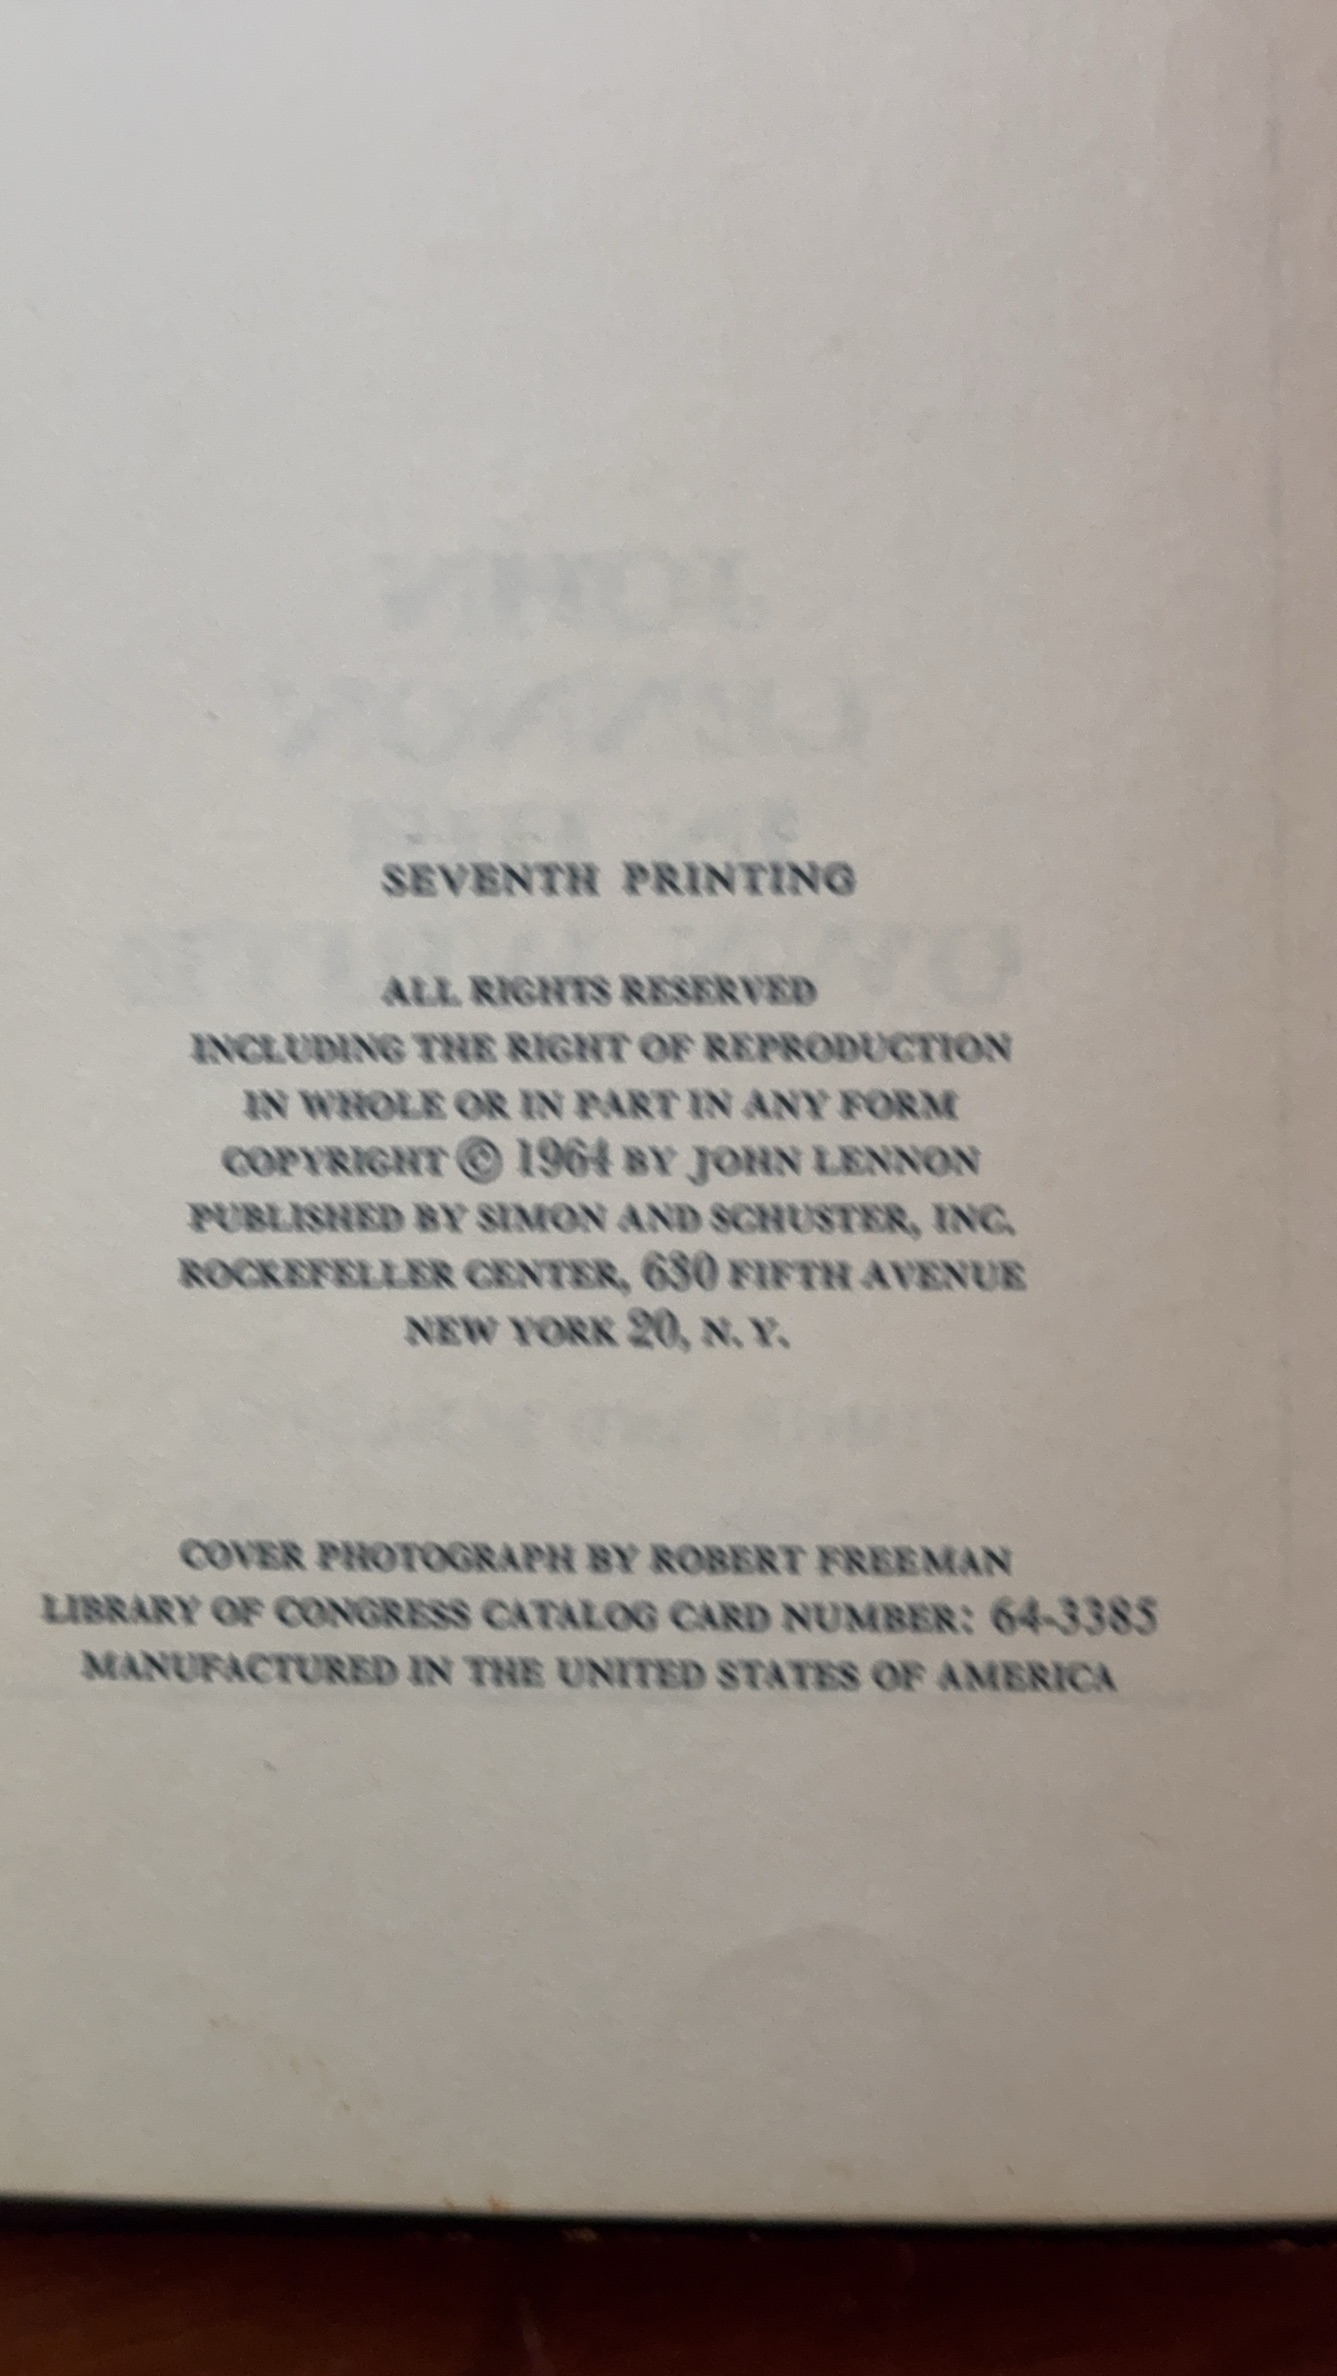 SEVENTH PRINTING
ALL RIGHTS RESERVED
INCLUDING THE RIGHT OF REPRODUCTION
IN WHOLE OR IN PART IN ANY FORM
COPYRIGHT © 1964 BY JOHN LENNON
PUBLISHED BY SIMON AND SCHUSTER, INC.
ROCKEFELLER CENTER, 630 FIFTH AVENUE
NEW YORK 20, N. Y.
COVER PHOTOGRAPH BY ROBERT FREEMAN
LIBRARY OF CONGRESS CATALOG CARD NUMBER: 64-3385
MANUFACTURED IN THE UNITED STATES OF AMERICA